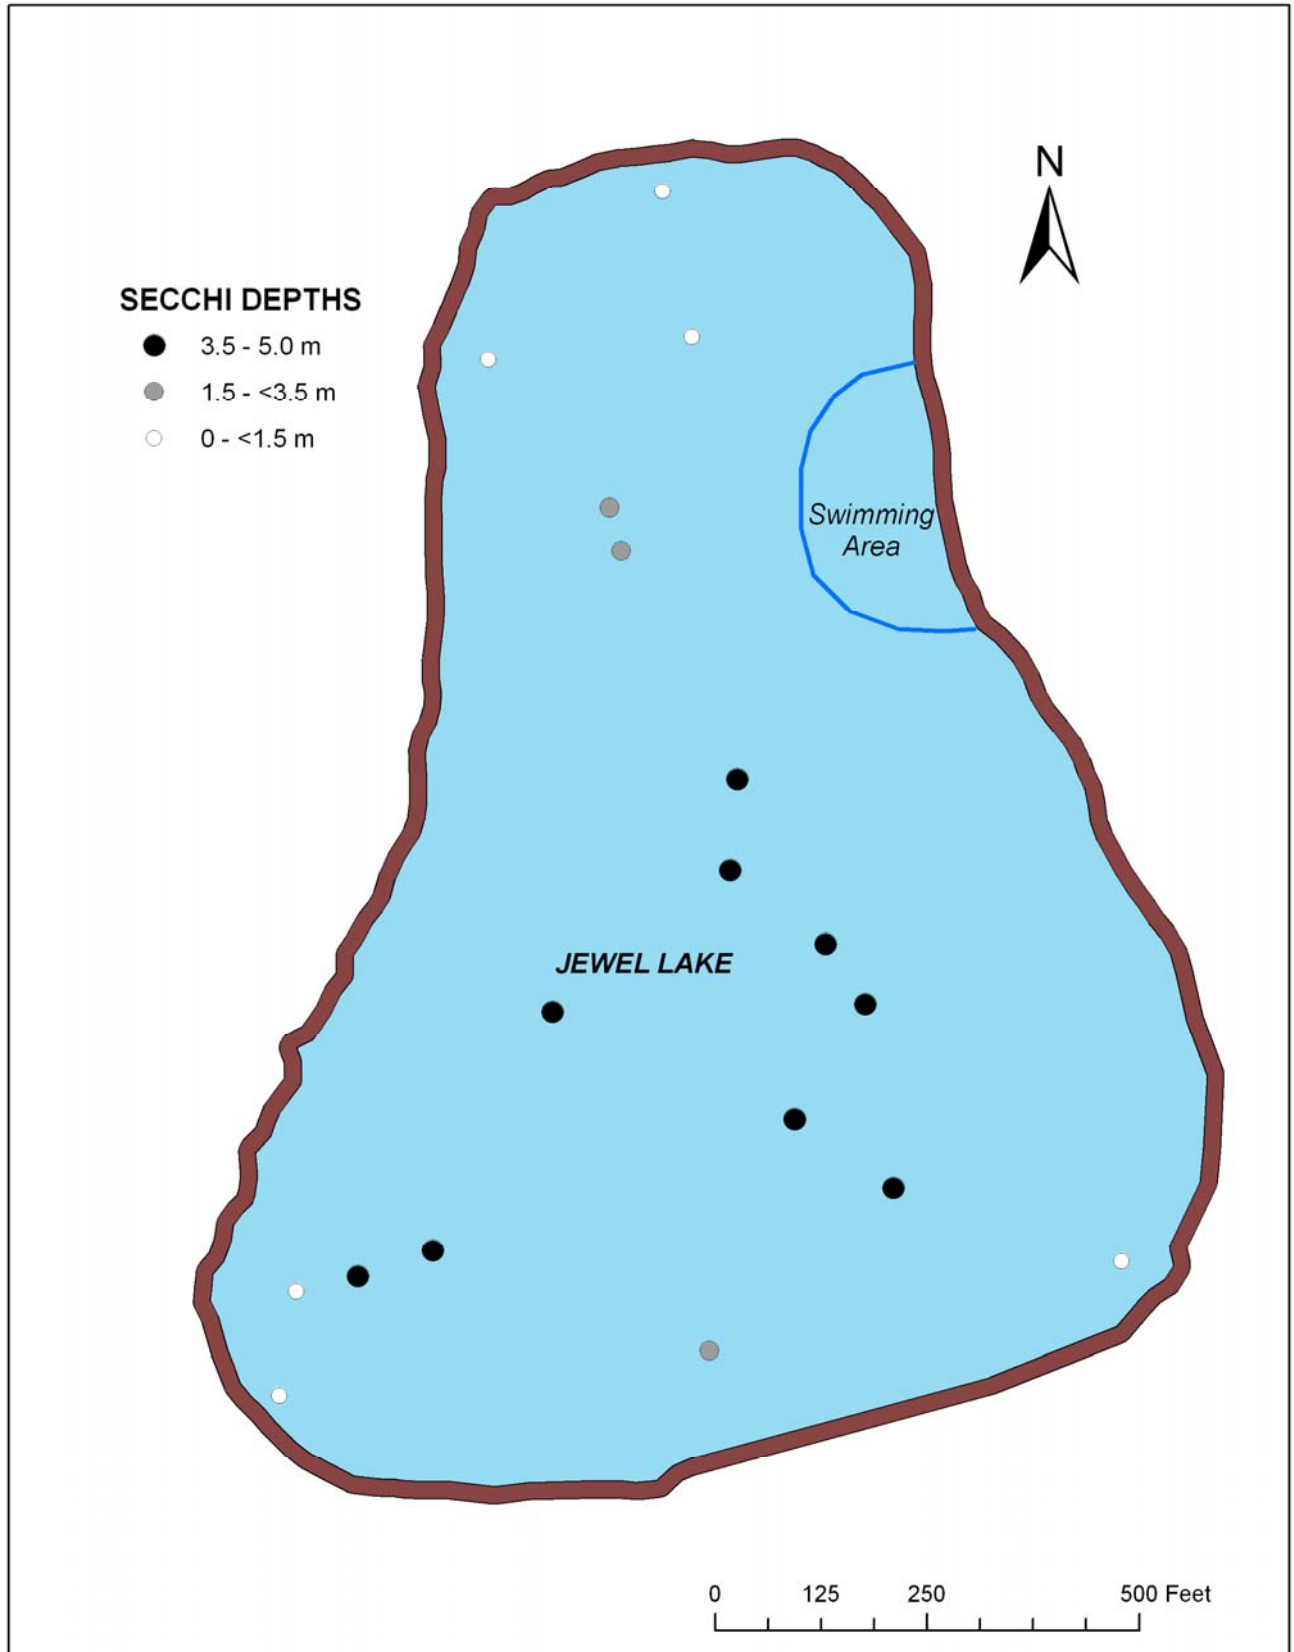 N
SECCHI DEPTHS
3.5 - 5.0 m
1.5 - <3.5 m
0 - <1.5 m
Swimming
Area
JEWEL LAKE
0 125 250 500 Feet